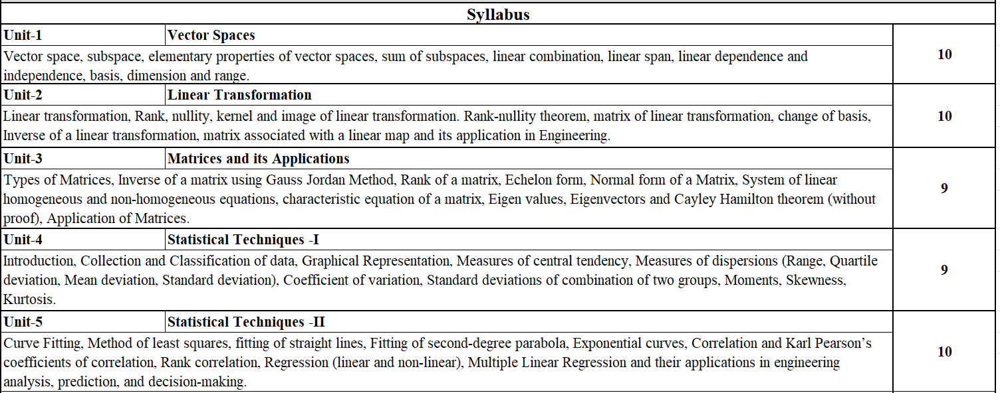 Syllabus
Unit-1 Vector Spaces
Vector space, subspace, elementary properties of vector spaces, sum of subspaces, linear combination, linear span, linear dependence and
independence, basis, dimension and range.
10
Unit-2 Linear Transformation
Linear transformation, Rank, nullity, kernel and image of linear transformation. Rank-nullity theorem, matrix of linear transformation, change of basis,
Inverse of a linear transformation, matrix associated with a linear map and its application in Engineering.
10
Unit-3 Matrices and its Applications
Types of Matrices, Inverse of a matrix using Gauss Jordan Method, Rank of a matrix, Echelon form, Normal form of a Matrix, System of linear
homogeneous and non-homogeneous equations, characteristic equation of a matrix, Eigen values, Eigenvectors and Cayley Hamilton theorem (without
proof), Application of Matrices.
9
Unit-4 Statistical Techniques -I
Introduction, Collection and Classification of data, Graphical Representation, Measures of central tendency, Measures of dispersions (Range, Quartile
deviation, Mean deviation, Standard deviation), Coefficient of variation, Standard deviations of combination of two groups, Moments, Skewness,
Kurtosis.
9
Unit-5 Statistical Techniques -II
Curve Fitting, Method of least squares, fitting of straight lines, Fitting of second-degree parabola, Exponential curves, Correlation and Karl Pearson’s
coefficients of correlation, Rank correlation, Regression (linear and non-linear), Multiple Linear Regression and their applications in engineering
analysis, prediction, and decision-making.
10